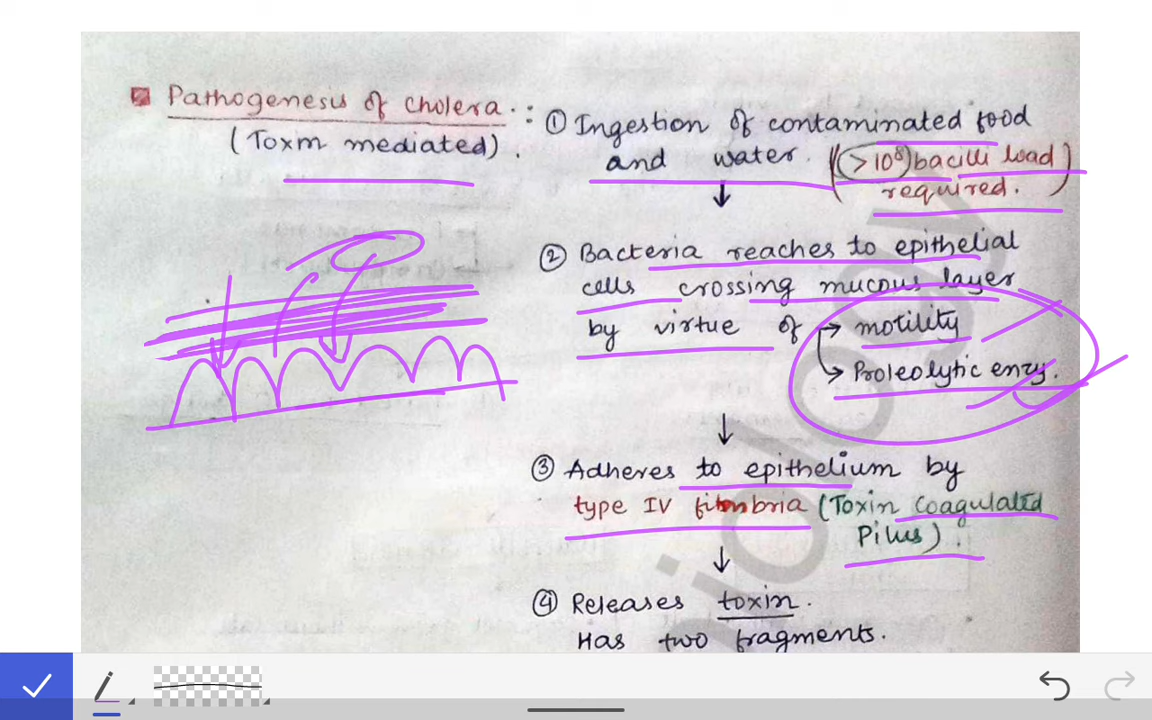 Pathogenesis of cholera :
(Toxin mediated).
① Ingestion of contaminated food
and water. (>10⁸) bacilli load
required.
② Bacteria reaches to epithelial
cells crossing mucous layer
by virtue of → motility
→ Proleolytic enzy.
③ Adheres to epithelium by
type IV fimbria (Toxin coagulated
Pilus).
④ Releases toxin.
Has two fragments.